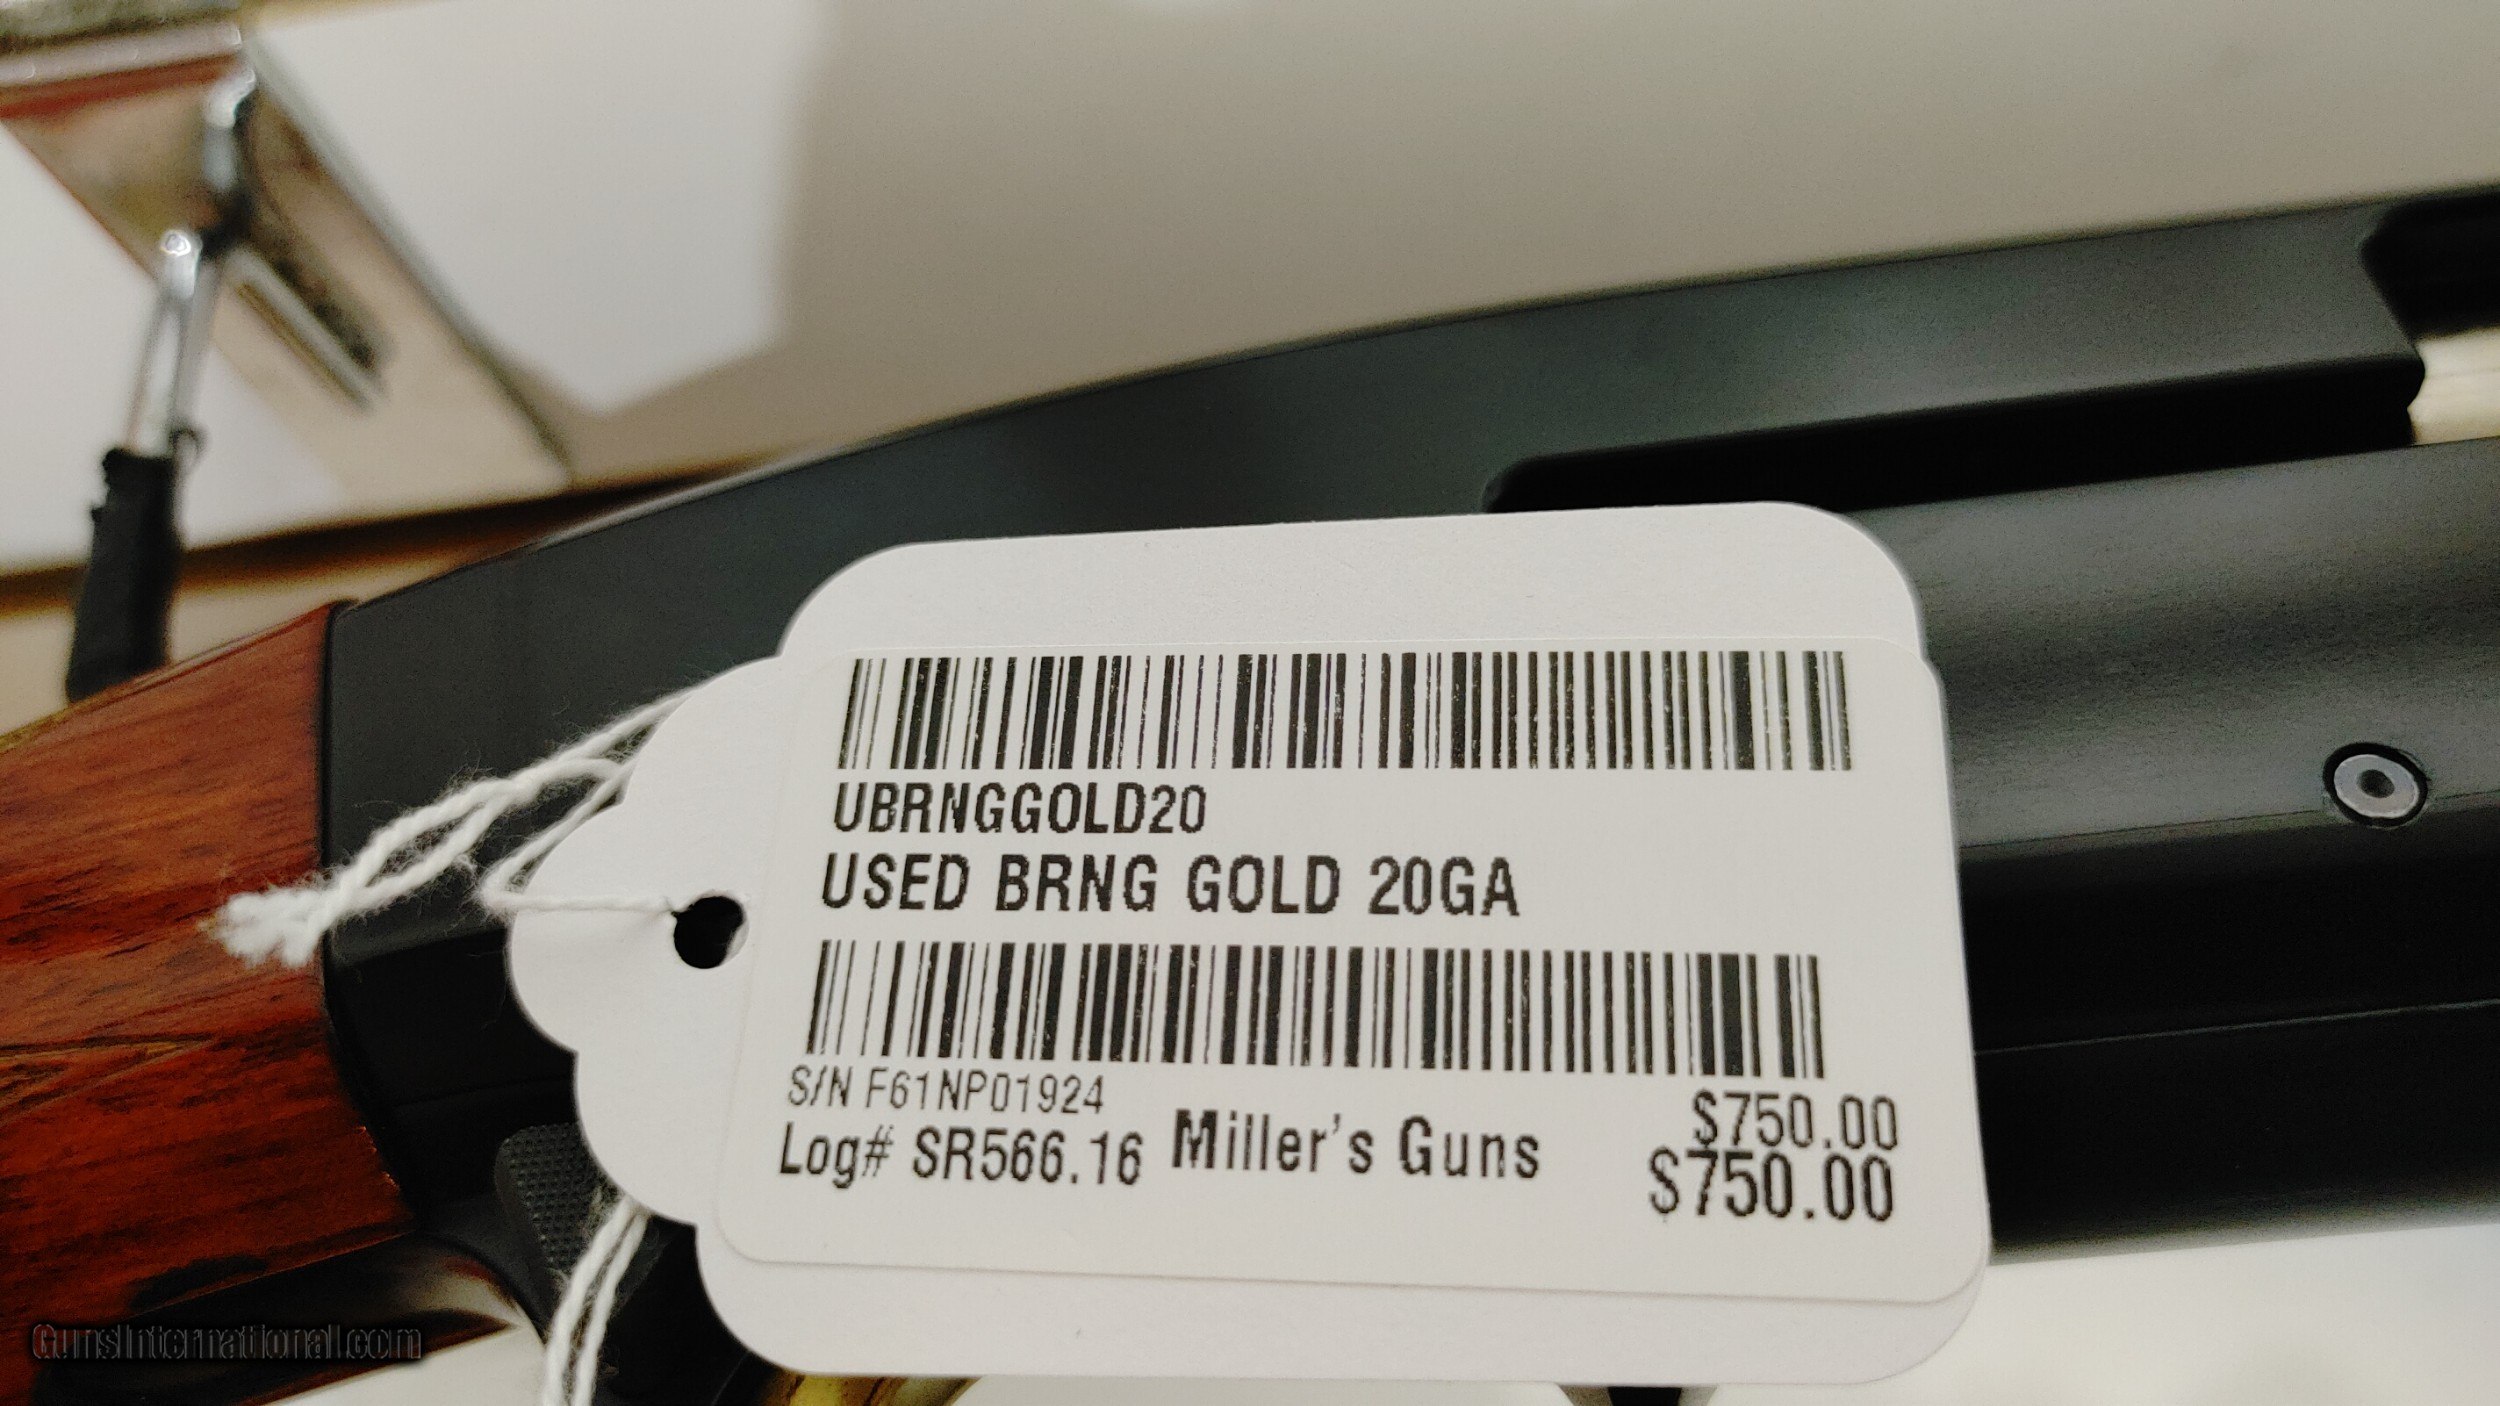 UBRNGGOLD20
USED BRNG GOLD 20GA
S/N F61NP01924
$750.00
Log# SR566.16 Miller's Guns
$750.00
GunsInternational.com